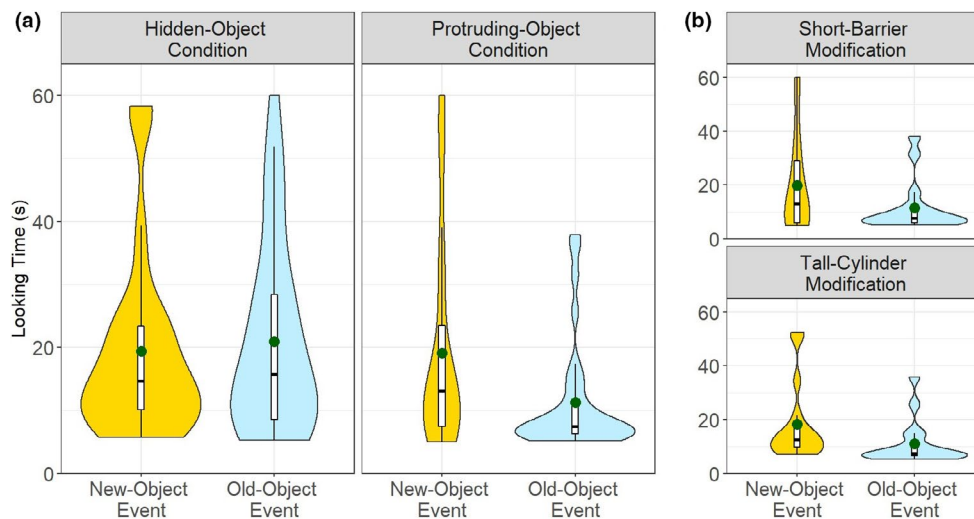 (a)
Hidden-Object
Condition
Protruding-Object
Condition
Looking Time (s)
60
40
20
0
New-Object
Event
Old-Object
Event
New-Object
Event
Old-Object
Event
(b)
Short-Barrier
Modification
60
40
20
0
Tall-Cylinder
Modification
60
40
20
0
New-Object
Event
Old-Object
Event